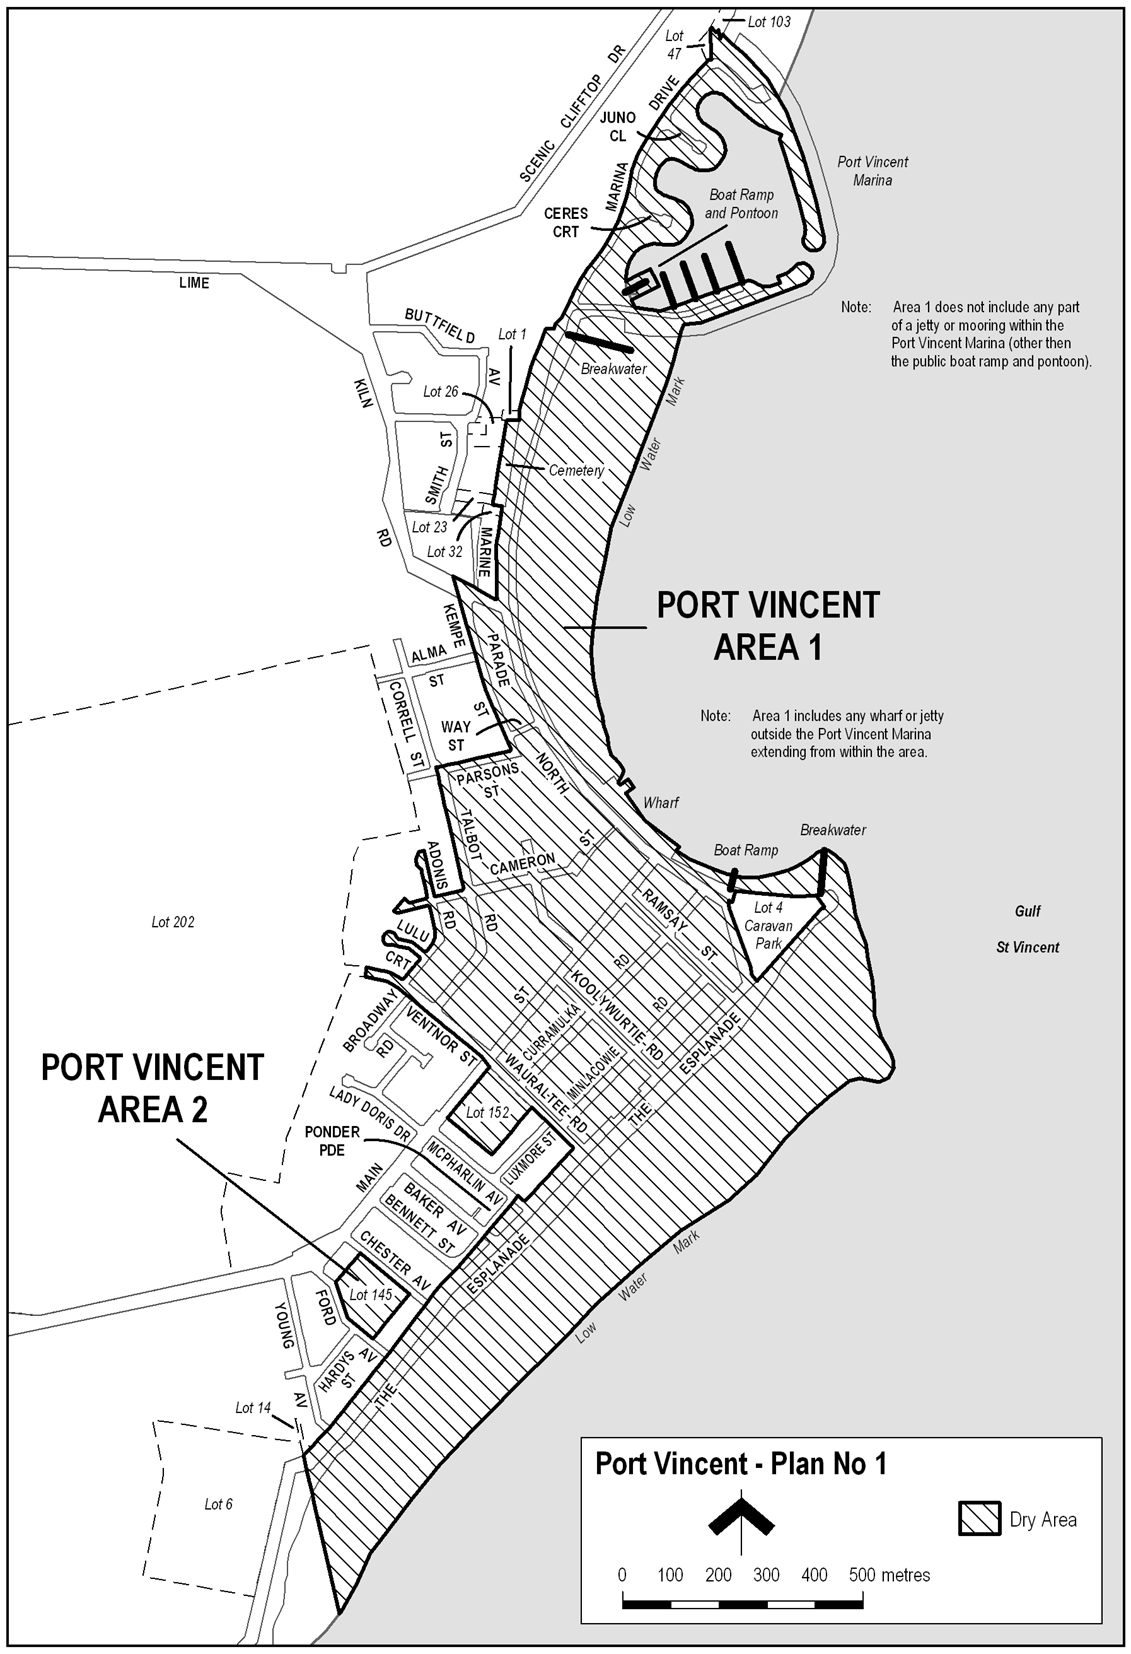 Lot 103
Lot
47
SCENIC CLIFFTOP DR
JUNO
CL
MARINA DRIVE
Port Vincent
Marina
Boat Ramp
and Pontoon
CERES
CRT
LIME
KILN
RD
BUTTFIELD
AV
Lot 1
Note: Area 1 does not include any part
of a jetty or mooring within the
Port Vincent Marina (other then
the public boat ramp and pontoon).
Breakwater
Lot 26
SMITH
ST
Low Water Mark
Cemetery
Lot 23
Lot 32
MARINE
PARADE
PORT VINCENT
AREA 1
KEMPE
ST
ALMA
ST
CORRELL
ST
WAY
ST
Note: Area 1 includes any wharf or jetty
outside the Port Vincent Marina
extending from within the area.
PARSONS
ST
NORTH
Wharf
TALBOT
RD
ADONIS
RD
CAMERON
ST
Breakwater
Boat Ramp
Lot 202
RAMSAY
ST
Lot 4
Caravan
Park
Gulf
St Vincent
LULU
CRT
ST
RD
KOOLYWURTIE RD
RD
BROADWAY
RD
VENTNOR ST
CURRAMULKA
MINLACOWIE
WAURAL-TEE RD
THE ESPLANADE
PORT VINCENT
AREA 2
LADY DORIS DR
Lot 152
PONDER
PDE
MCPHARLIN AV
LUXMORE ST
MAIN
BAKER AV
BENNETT ST
CHESTER AV
THE ESPLANADE
Low Water Mark
Lot 145
FORD
AV
YOUNG
AV
HARDYS
ST
Lot 14
Lot 6
Port Vincent - Plan No 1
Dry Area
0 100 200 300 400 500 metres